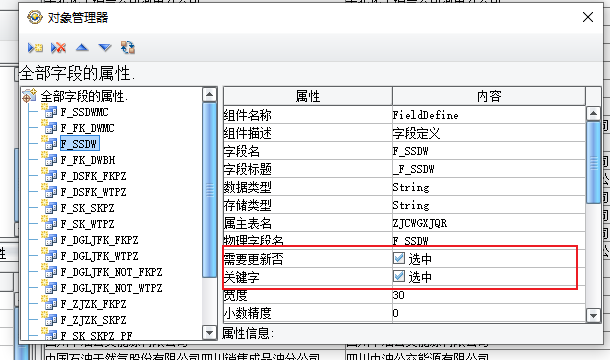 对象管理器
全部字段的属性.
全部字段的属性.
F_SSDWMC
F_FK_DWMC
F_SSDW
F_FK_DWBH
F_DSFK_FKPZ
F_DSFK_WTPZ
F_SK_SKPZ
F_SK_WTPZ
F_DGLJFK_FKPZ
F_DGLJFK_WTPZ
F_DGLJFK_NOT_FKPZ
F_DGLJFK_NOT_WTPZ
F_ZJZK_FKPZ
F_ZJZK_SKPZ
F_SK_SKPZ_PF
属性 内容
组件名称 FieldDefine
组件描述 字段定义
字段名 F_SSDW
字段标题 _F_SSDW
数据类型 String
存储类型 String
属主表名 ZJCWGXJQR
物理字段名 F_SSDW
需要更新否 选中
关键字 选中
宽度 30
小数精度 0
属性信息: